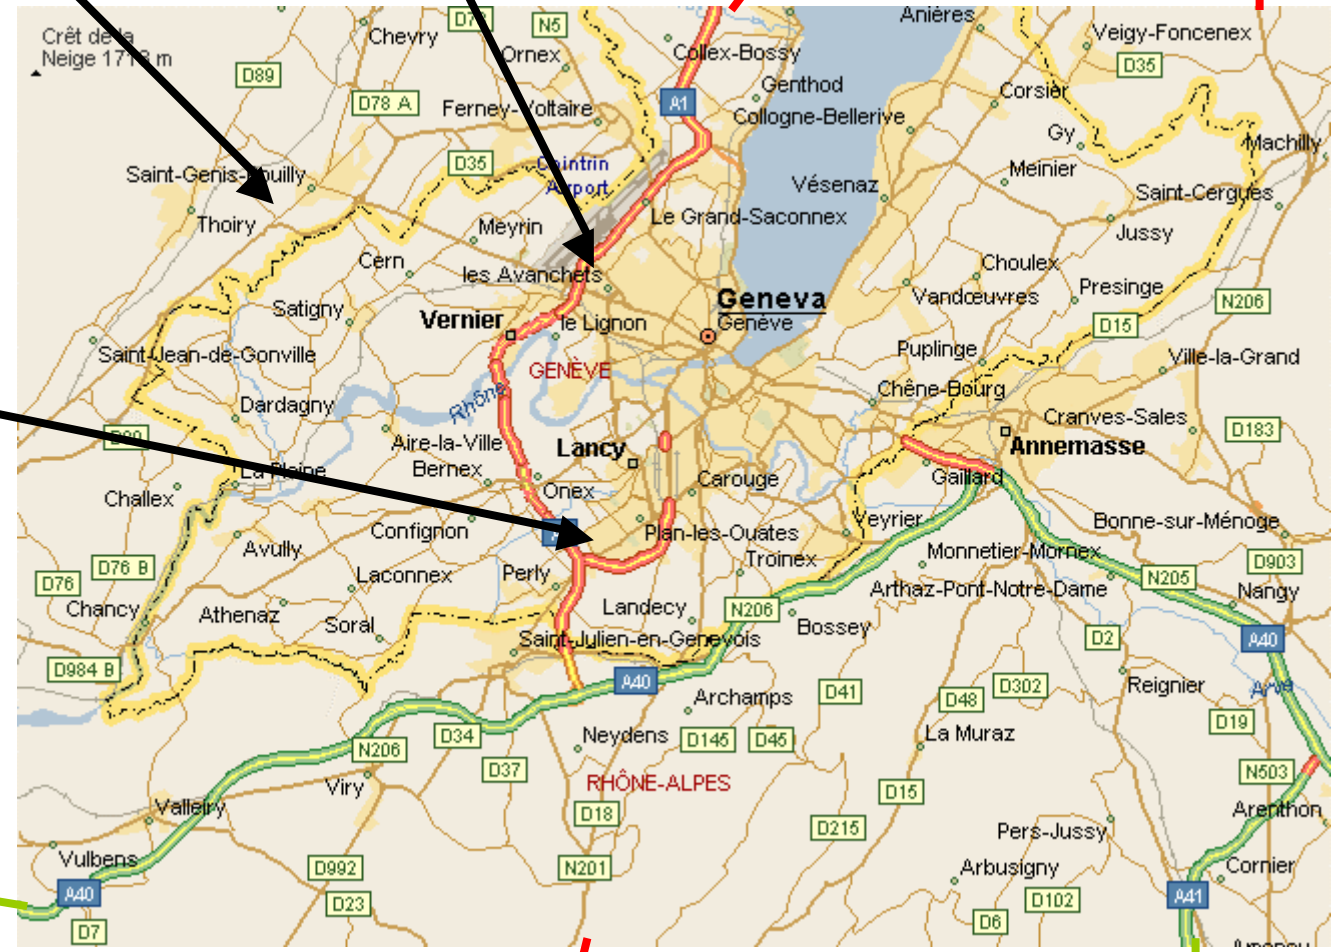 Crêt de la
Neige 1718 m
Chevry
N5
Ornex
Collex-Bossy
Anières
Veigy-Foncenex
D35
D89
D78 A
Ferney-Voltaire
A1
Genthod
Corsier
Collogne-Bellerive
Gy
Machilly
Saint-Genis-Pouilly
D35
Cointrin
Airport
Vésenaz
Meinier
Saint-Cergues
Thoiry
Meyrin
Le Grand-Saconnex
Jussy
Cern
les Avanchets
Choulex
Satigny
Vernier
le Lignon
Geneva
Genève
Vandœuvres
Presinge
N206
D15
Saint-Jean-de-Gonville
GENÈVE
Puplinge
Ville-la-Grand
Rhône
Chêne-Bourg
Dardagny
Aire-la-Ville
Lancy
Cranves-Sales
D183
Annemasse
La Plaine
Bernex
Challex
Onex
Carouge
Gaillard
Confignon
Plan-les-Ouates
Veyrier
Bonne-sur-Ménoge
Avully
Troinex
Monnetier-Mornex
D903
D76
D76 B
Laconnex
Perly
Arthaz-Pont-Notre-Dame
N205
Nangy
Chancy
Athenaz
Soral
Landecy
N206
Bossey
D2
A40
Saint-Julien-en-Genevois
D984 B
A40
Archamps
D41
D48
D302
Reignier
Arve
D19
N206
D34
Neydens
D145
D45
La Muraz
D37
Viry
RHÔNE-ALPES
D15
N503
Valleiry
D18
D215
Pers-Jussy
Arenthon
Vulbens
D992
N201
Arbusigny
Cornier
A40
D23
D102
A41
D7
D6